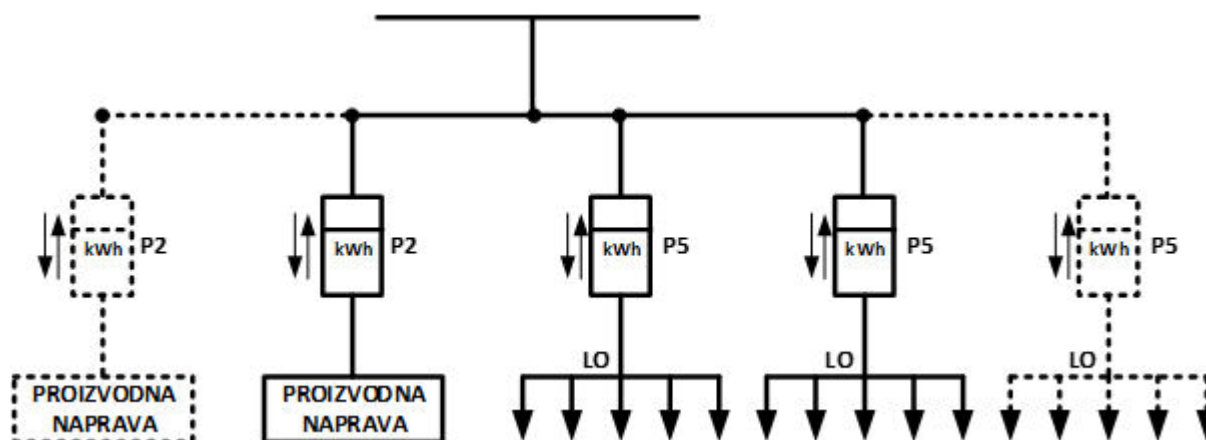 kWh P2
kWh P2
kWh P5
kWh P5
kWh P5
LO
LO
LO
PROIZVODNA
NAPRAVA
PROIZVODNA
NAPRAVA